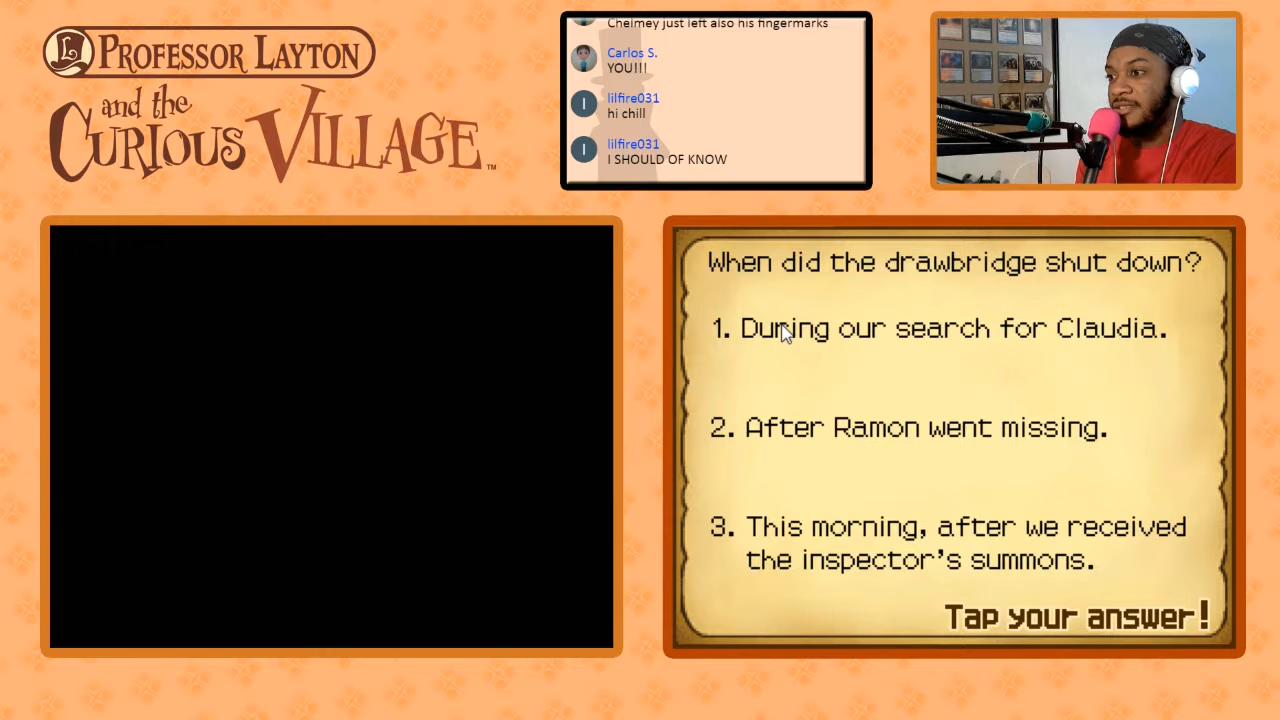 PROFESSOR LAYTON
and the
CURIOUS VILLAGE™
Chelmey just left also his fingermarks
Carlos S.
YOU!!!
lilfire031
hi chill
lilfire031
I SHOULD OF KNOW
When did the drawbridge shut down?
1. During our search for Claudia.
2. After Ramon went missing.
3. This morning, after we received
the inspector's summons.
Tap your answer!